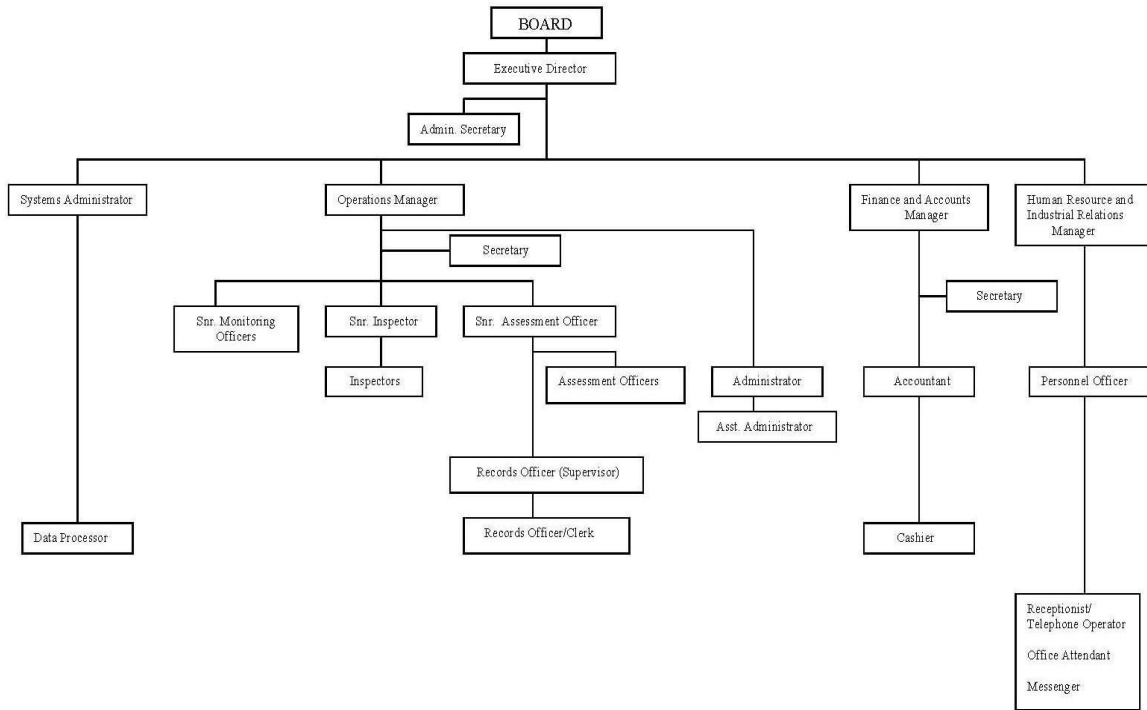 BOARD
Executive Director
Admin. Secretary
Systems Administrator
Operations Manager
Finance and Accounts
Manager
Human Resource and
Industrial Relations
Manager
Secretary
Secretary
Snr. Monitoring
Officers
Snr. Inspector
Snr. Assessment Officer
Inspectors
Assessment Officers
Administrator
Accountant
Personnel Officer
Asst. Administrator
Records Officer (Supervisor)
Records Officer/Clerk
Data Processor
Cashier
Receptionist/
Telephone Operator
Office Attendant
Messenger